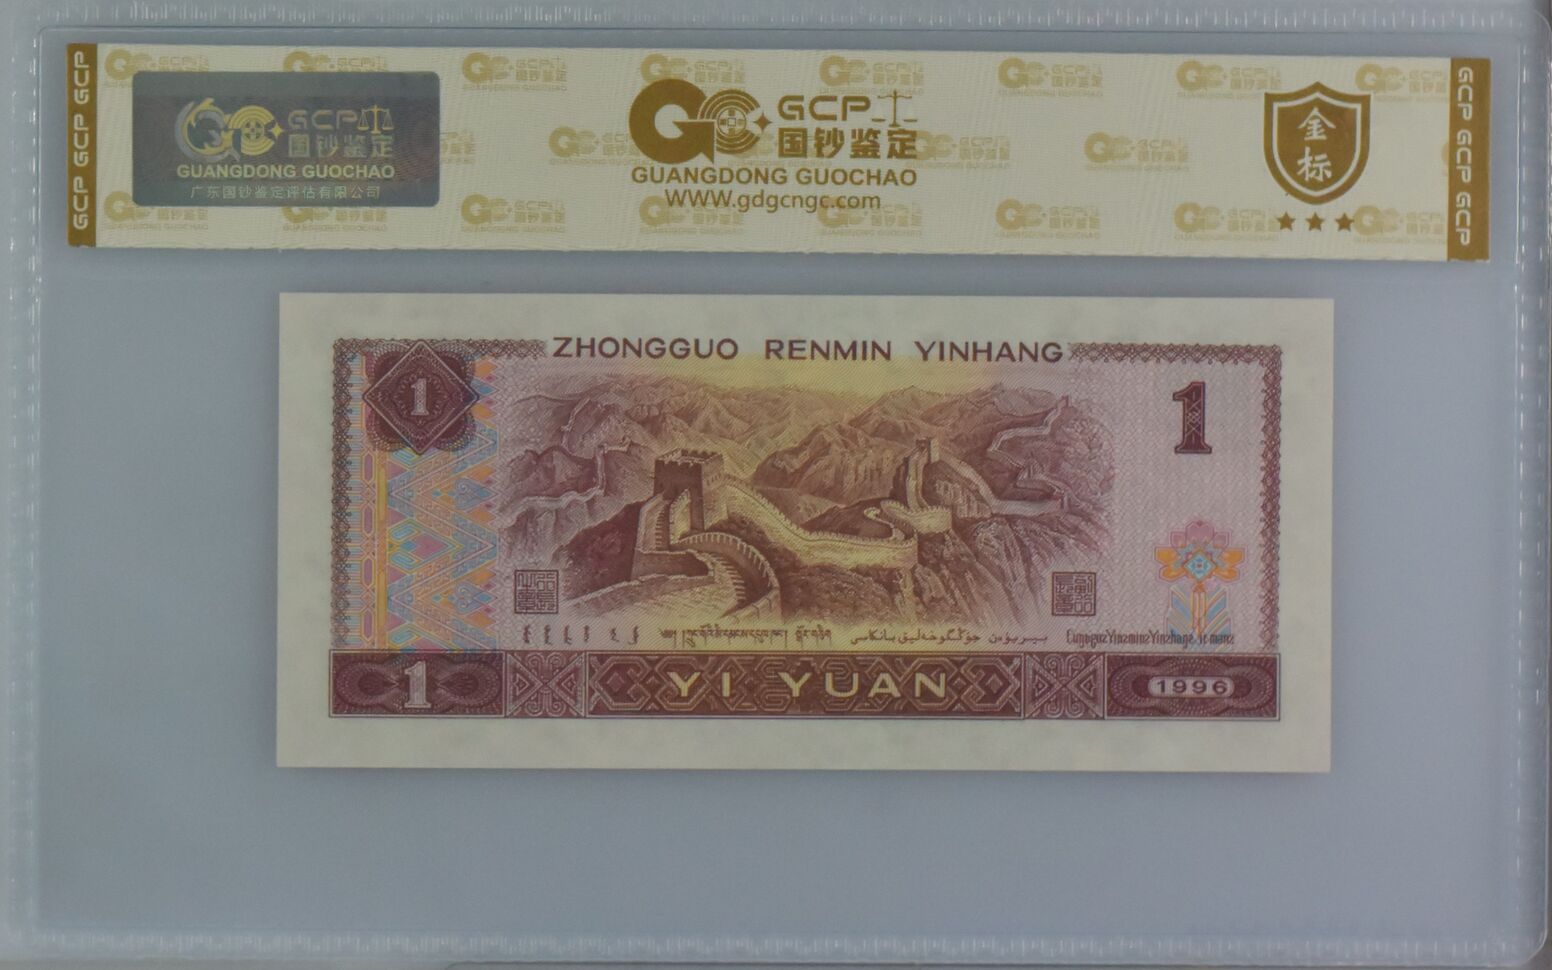 GCP GCP GCP
GCP
国钞鉴定
GUANGDONG GUOCHAO
广东国钞鉴定评估有限公司
GCP
国钞鉴定
GUANGDONG GUOCHAO
WWW.gdgcngc.com
金标
GCP GCP GCP
ZHONGGUO RENMIN YINHANG
1
1
1
YI YUAN
1996